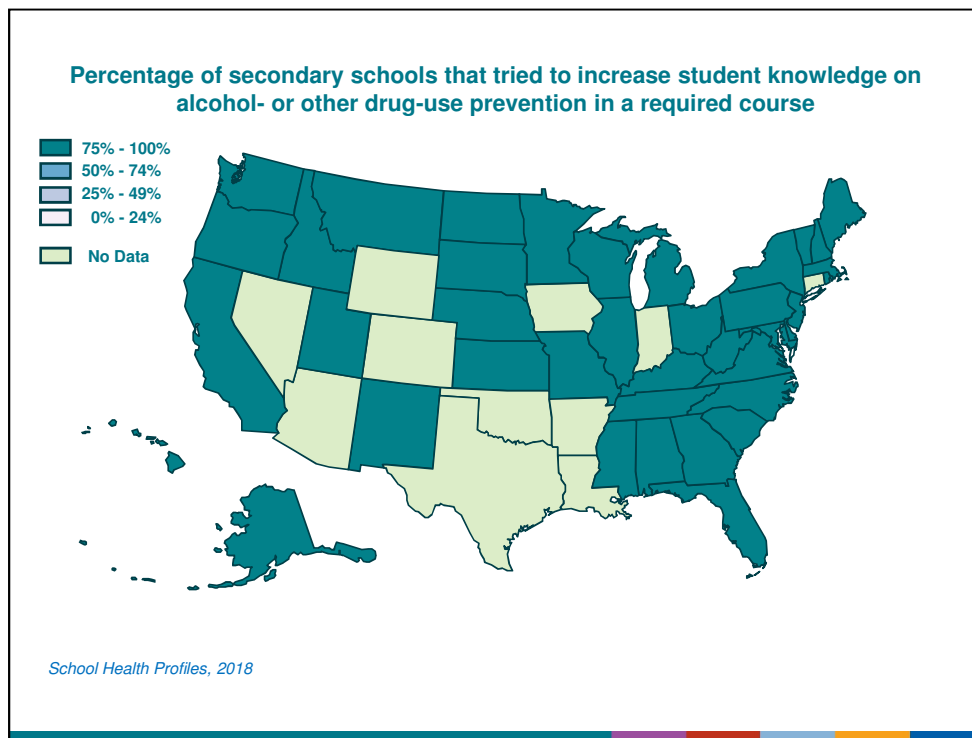 Percentage of secondary schools that tried to increase student knowledge on
alcohol- or other drug-use prevention in a required course
75% - 100%
50% - 74%
25% - 49%
0% - 24%
No Data
School Health Profiles, 2018